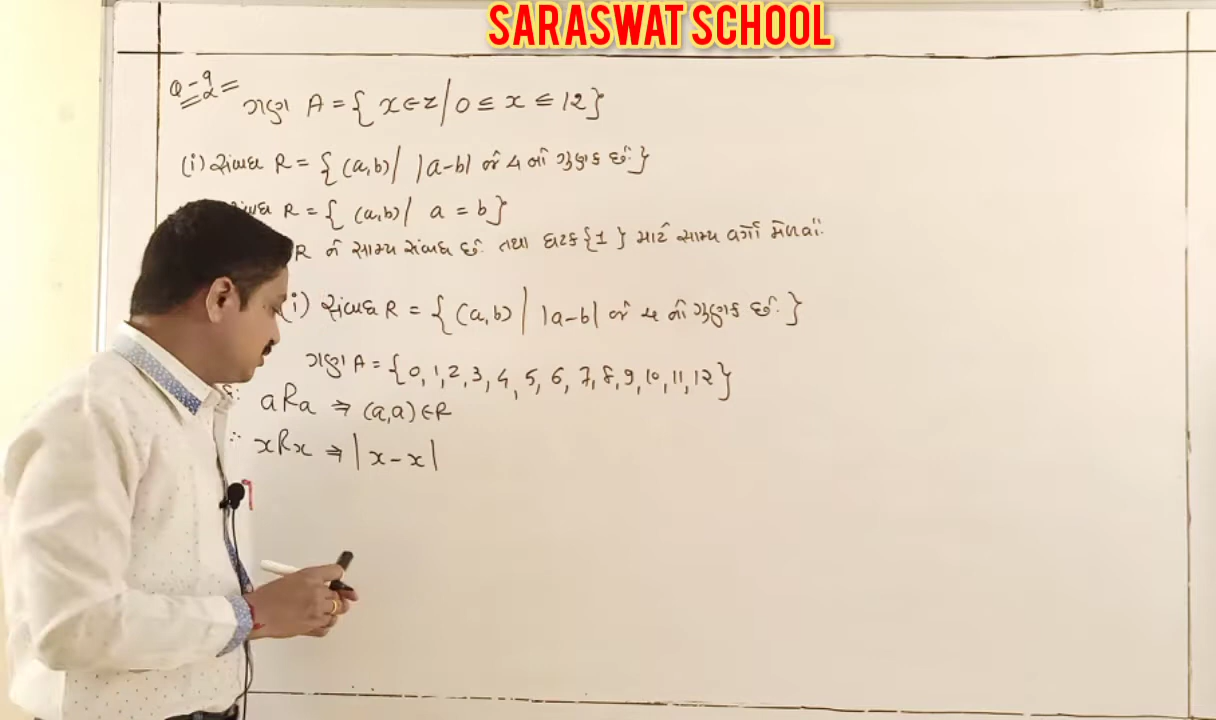 SARASWAT SCHOOL
Q-9
ગણ A = { x ∈ z / 0 ≤ x ≤ 12 }
(i) સંબંધ R = { (a,b) / |a-b| એ 4 નો ગુણક છે. }
R = { (a,b) / a = b }
R એ સામ્ય સંબંધ છે. તથા ઘટક {1} માટે સામ્ય વર્ગો મેળવો.
i) સંબંધ R = { (a,b) | |a-b| એ 4 નો ગુણક છે. }
ગણ A = { 0, 1, 2, 3, 4, 5, 6, 7, 8, 9, 10, 11, 12 }
aRa ⇒ (a,a) ∈ R
∴ xRx ⇒ |x-x|